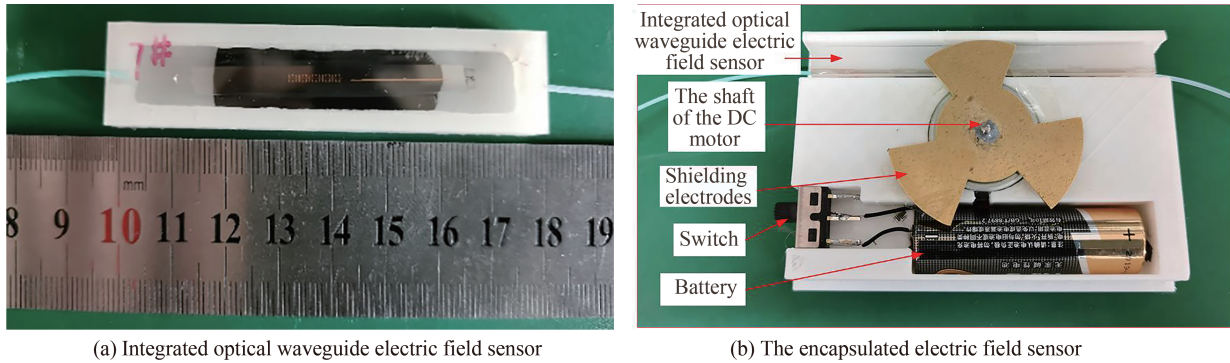 7#
mm
8 9 10 11 12 13 14 15 16 17 18 19
(a) Integrated optical waveguide electric field sensor
Integrated optical
waveguide electric
field sensor
The shaft
of the DC
motor
Shielding
electrodes
Switch
Battery
−
+
(b) The encapsulated electric field sensor